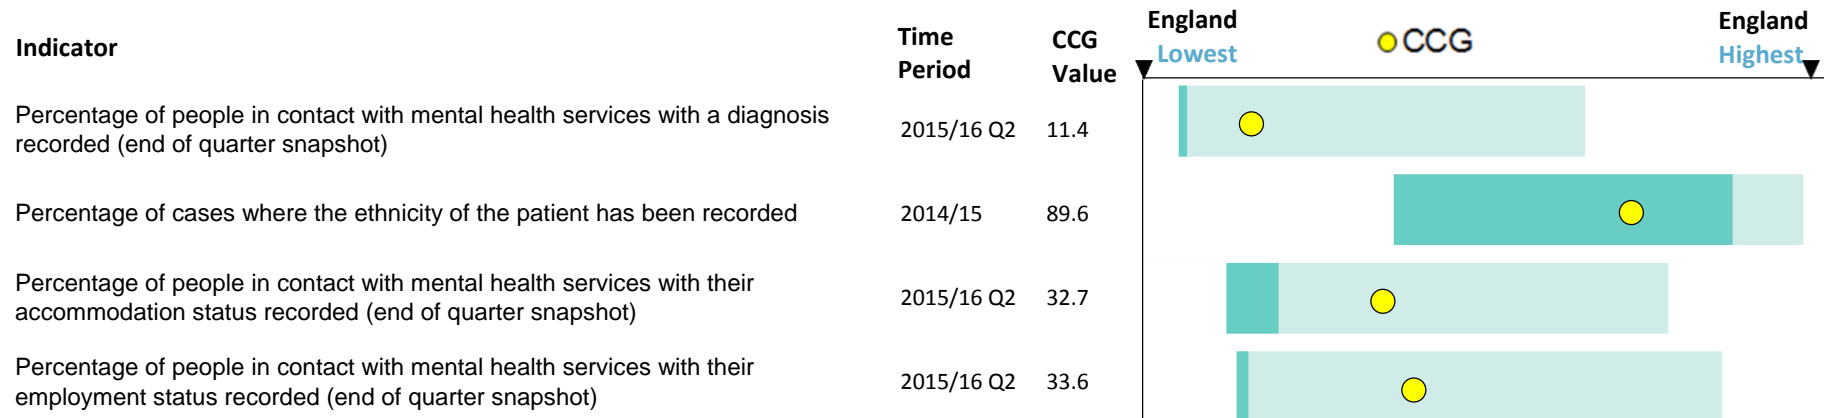 Indicator
Time Period
CCG Value
England Lowest
CCG
England Highest
Percentage of people in contact with mental health services with a diagnosis
recorded (end of quarter snapshot)
2015/16 Q2
11.4
Percentage of cases where the ethnicity of the patient has been recorded
2014/15
89.6
Percentage of people in contact with mental health services with their
accommodation status recorded (end of quarter snapshot)
2015/16 Q2
32.7
Percentage of people in contact with mental health services with their
employment status recorded (end of quarter snapshot)
2015/16 Q2
33.6